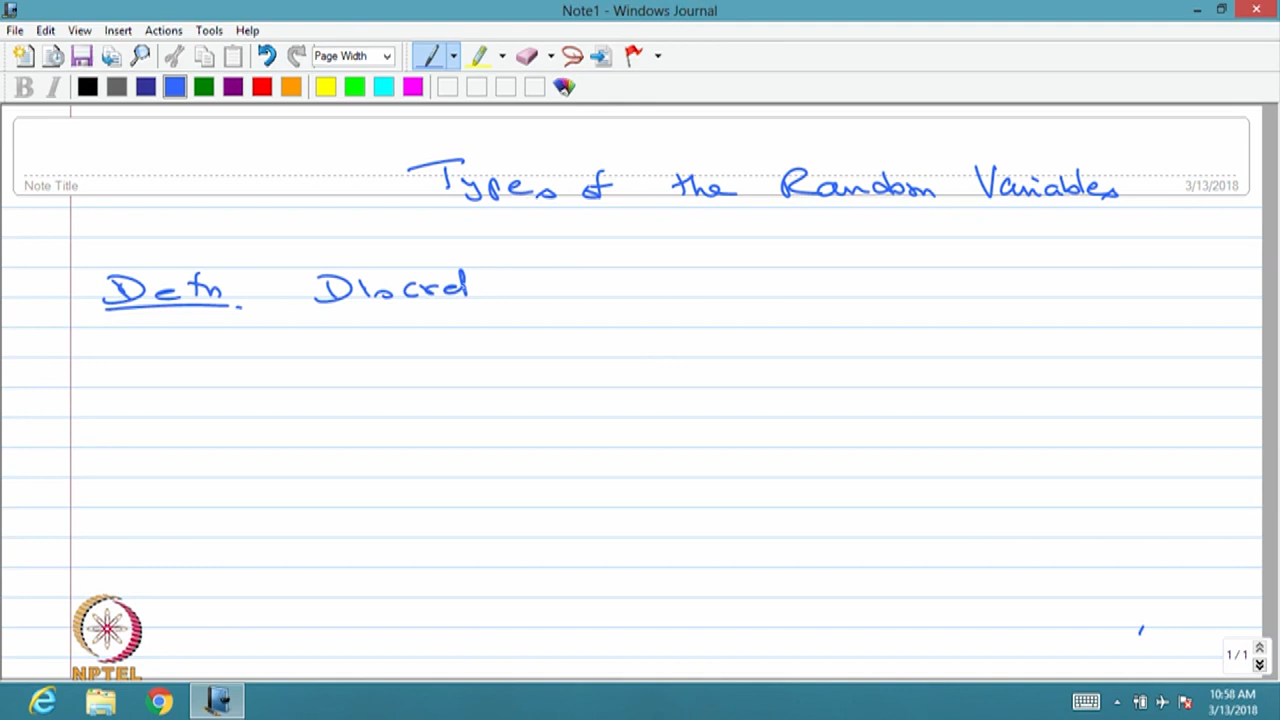 Note1 - Windows Journal
File Edit View Insert Actions Tools Help
Page Width
B I
Types of the Random Variables
Note Title
3/13/2018
Defn. Discret
1 / 1
NPTEL
10:58 AM
3/13/2018